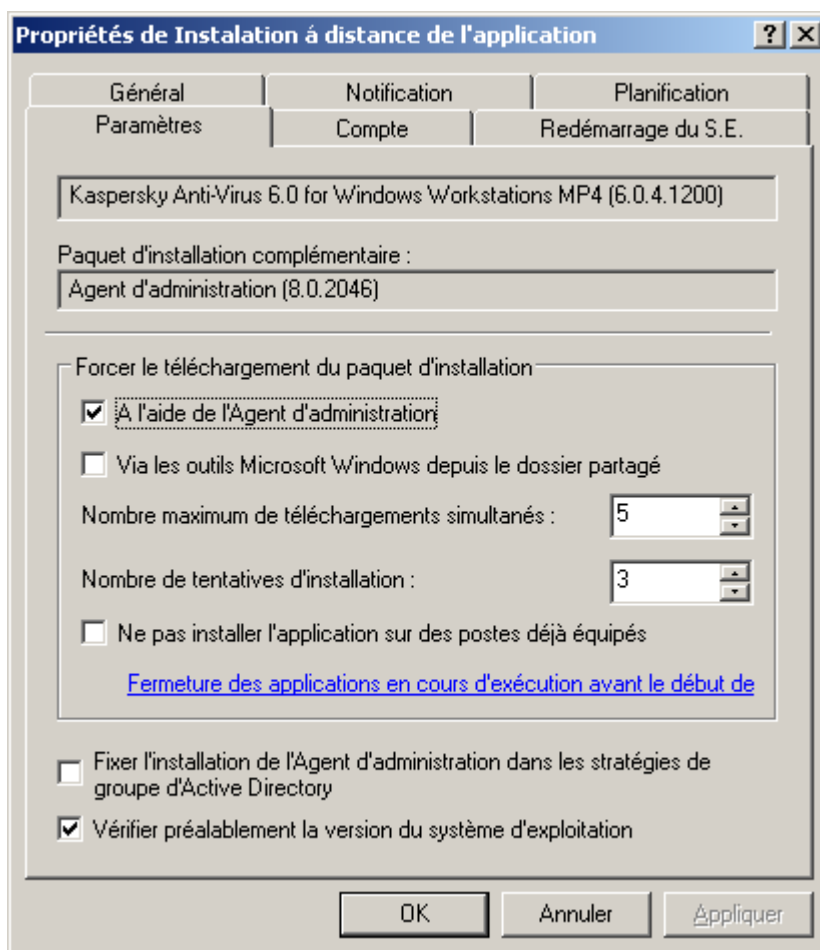 Propriétés de Instalation á distance de l'application
Général
Notification
Planification
Paramètres
Compte
Redémarrage du S.E.
Kaspersky Anti-Virus 6.0 for Windows Workstations MP4 (6.0.4.1200)
Paquet d'installation complémentaire :
Agent d'administration (8.0.2046)
Forcer le téléchargement du paquet d'installation
A l'aide de l'Agent d'administration
Via les outils Microsoft Windows depuis le dossier partagé
Nombre maximum de téléchargements simultanés :
5
Nombre de tentatives d'installation :
3
Ne pas installer l'application sur des postes déjà équipés
Fermeture des applications en cours d'exécution avant le début de
Fixer l'installation de l'Agent d'administration dans les stratégies de
groupe d'Active Directory
Vérifier préalablement la version du système d'exploitation
OK
Annuler
Appliquer